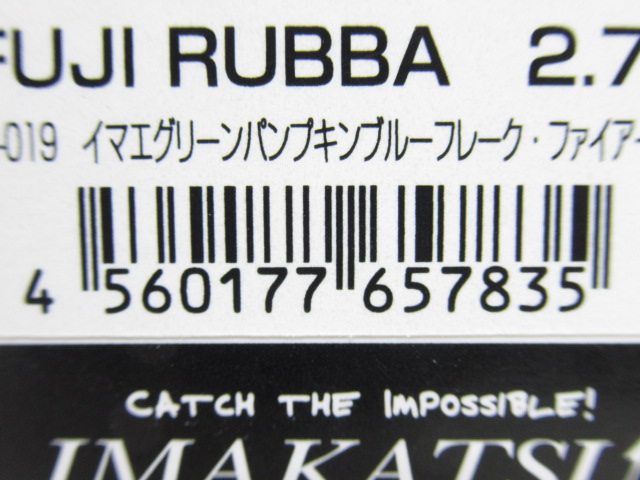 FUJI RUBBA 2.7
-019 イマエグリーンパンプキンブルーフレーク・ファイアー
4 560177 657835
CATCH THE IMPOSSIBLE!
IMAKATSU